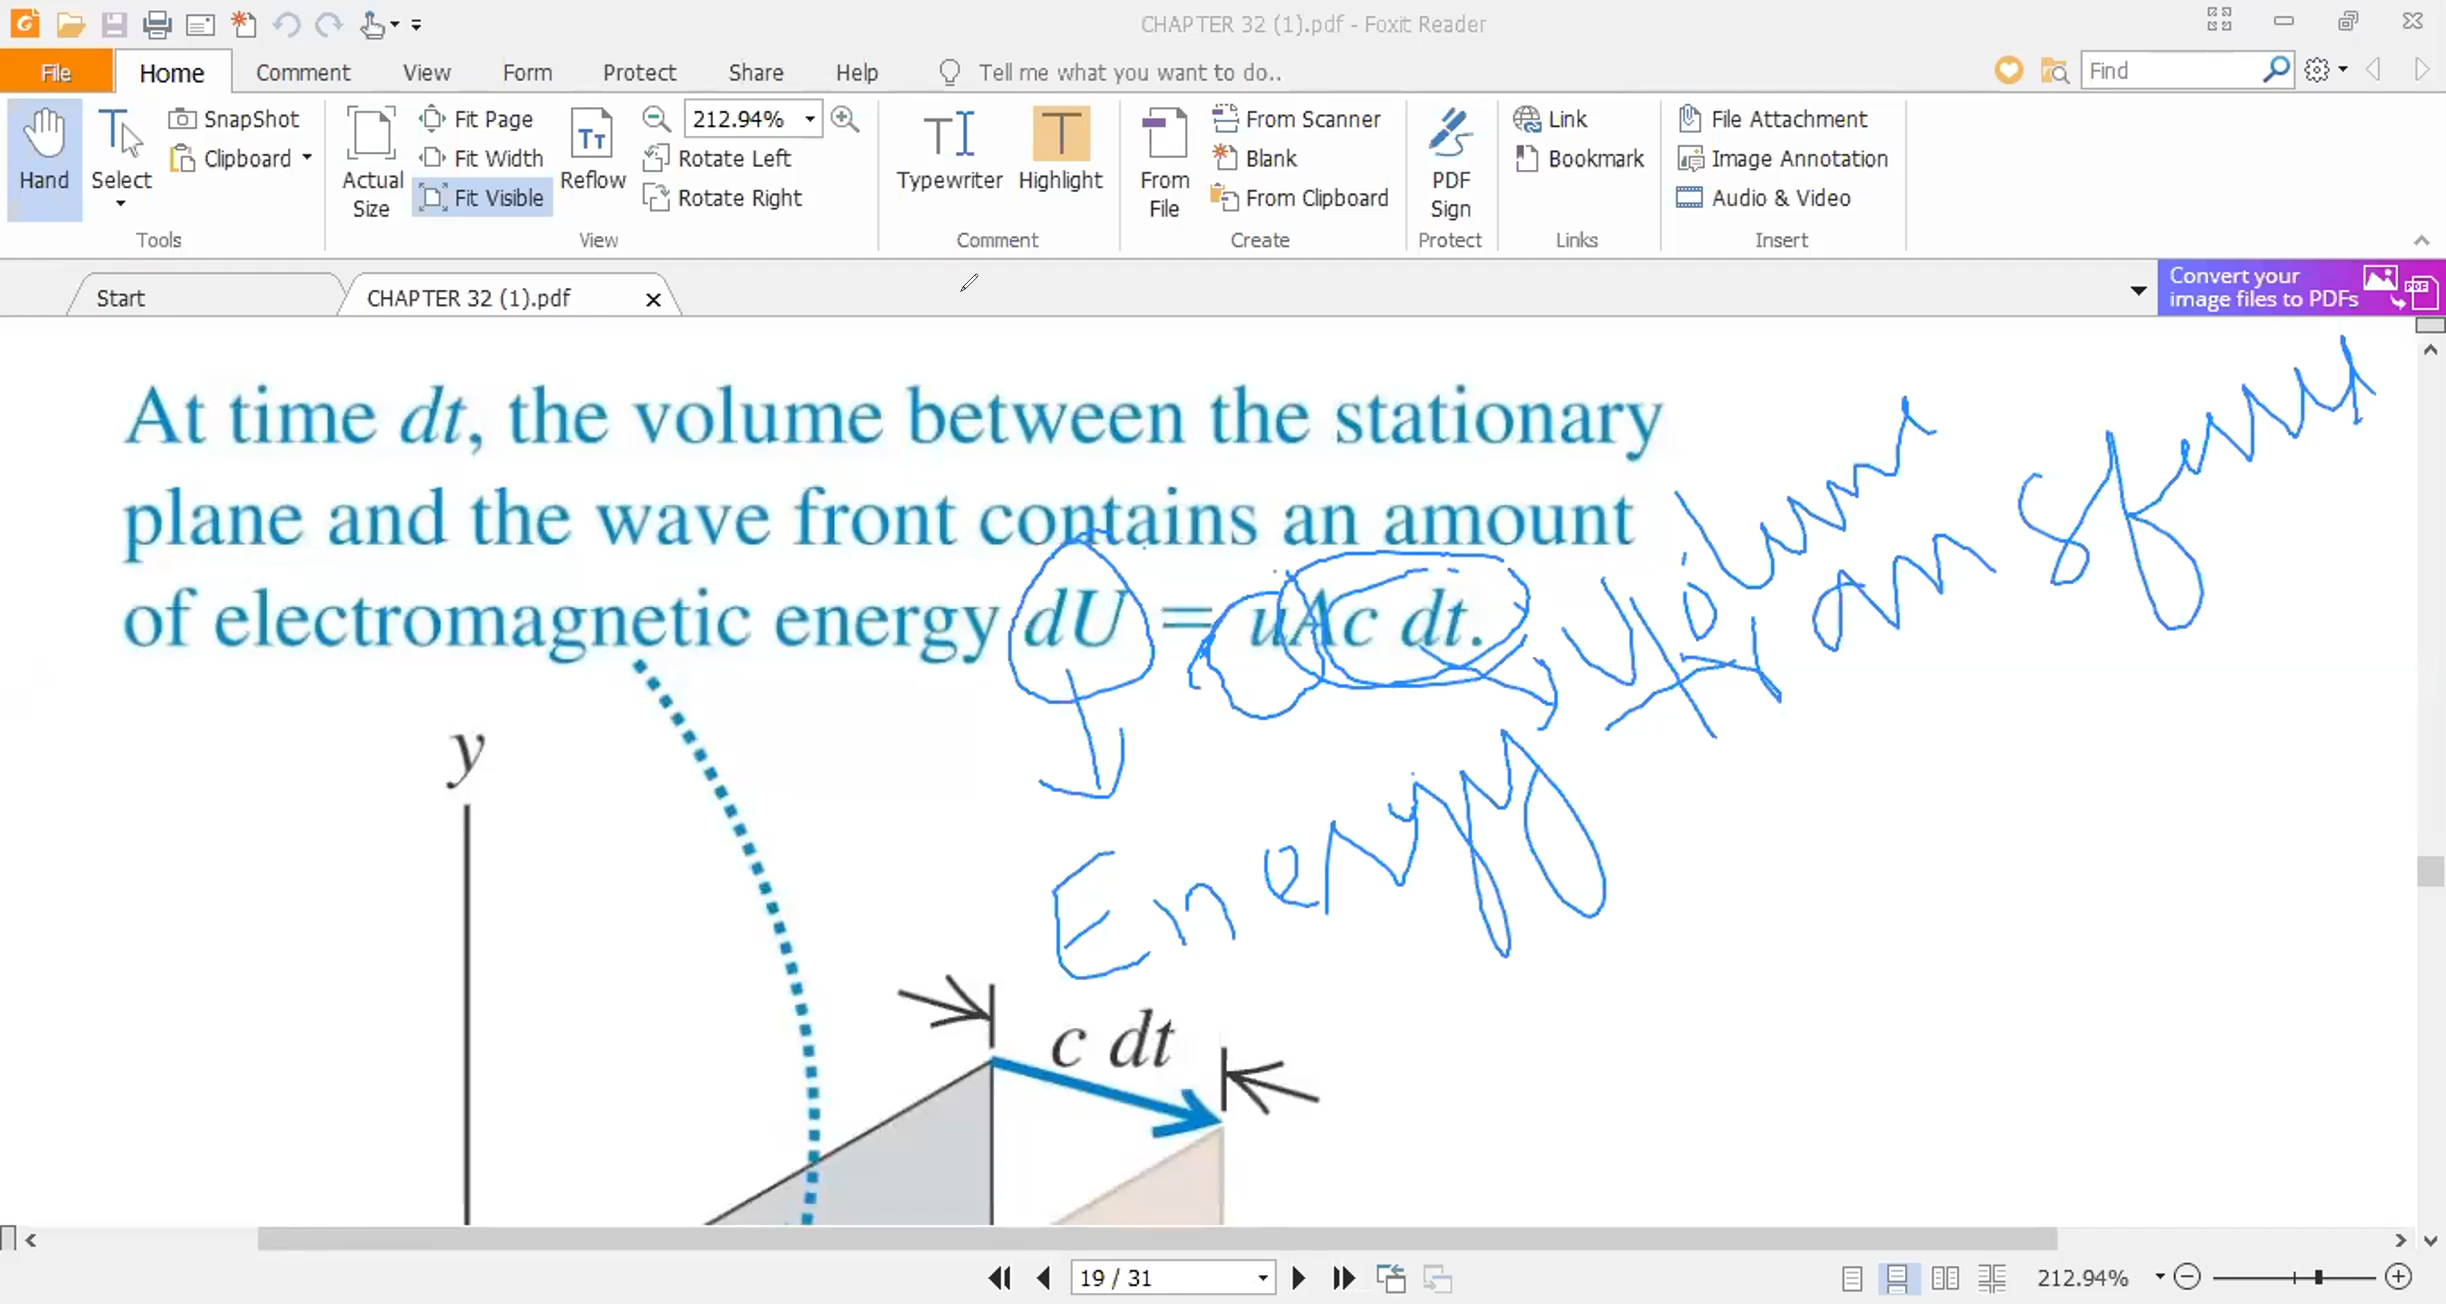 CHAPTER 32 (1).pdf - Foxit Reader
File Home Comment View Form Protect Share Help Tell me what you want to do.. Find
Hand
Select
SnapShot
Clipboard
Tools
Actual Size
Fit Page
Fit Width
Fit Visible
Reflow
212.94%
Rotate Left
Rotate Right
View
Typewriter
Highlight
Comment
From File
From Scanner
Blank
From Clipboard
Create
PDF Sign
Protect
Link
Bookmark
Links
File Attachment
Image Annotation
Audio & Video
Insert
Start
CHAPTER 32 (1).pdf
Convert your
image files to PDFs
PDF
At time dt, the volume between the stationary
plane and the wave front contains an amount
of electromagnetic energy dU = uAc dt.
Volume
Energy
y
c dt
19 / 31
212.94%